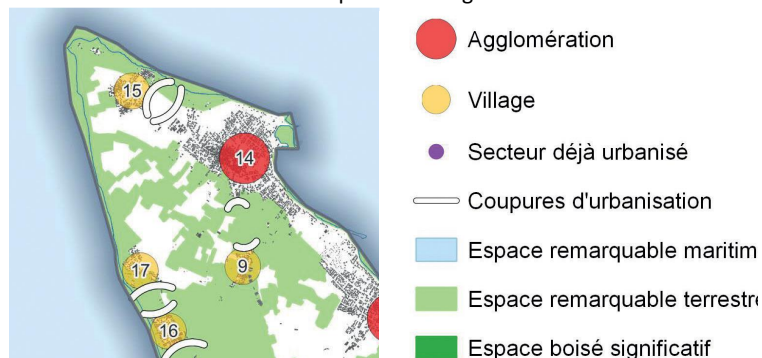 Agglomération
15
Village
14
Secteur déjà urbanisé
Coupures d'urbanisation
17
9
Espace remarquable maritim
Espace remarquable terrestre
16
Espace boisé significatif